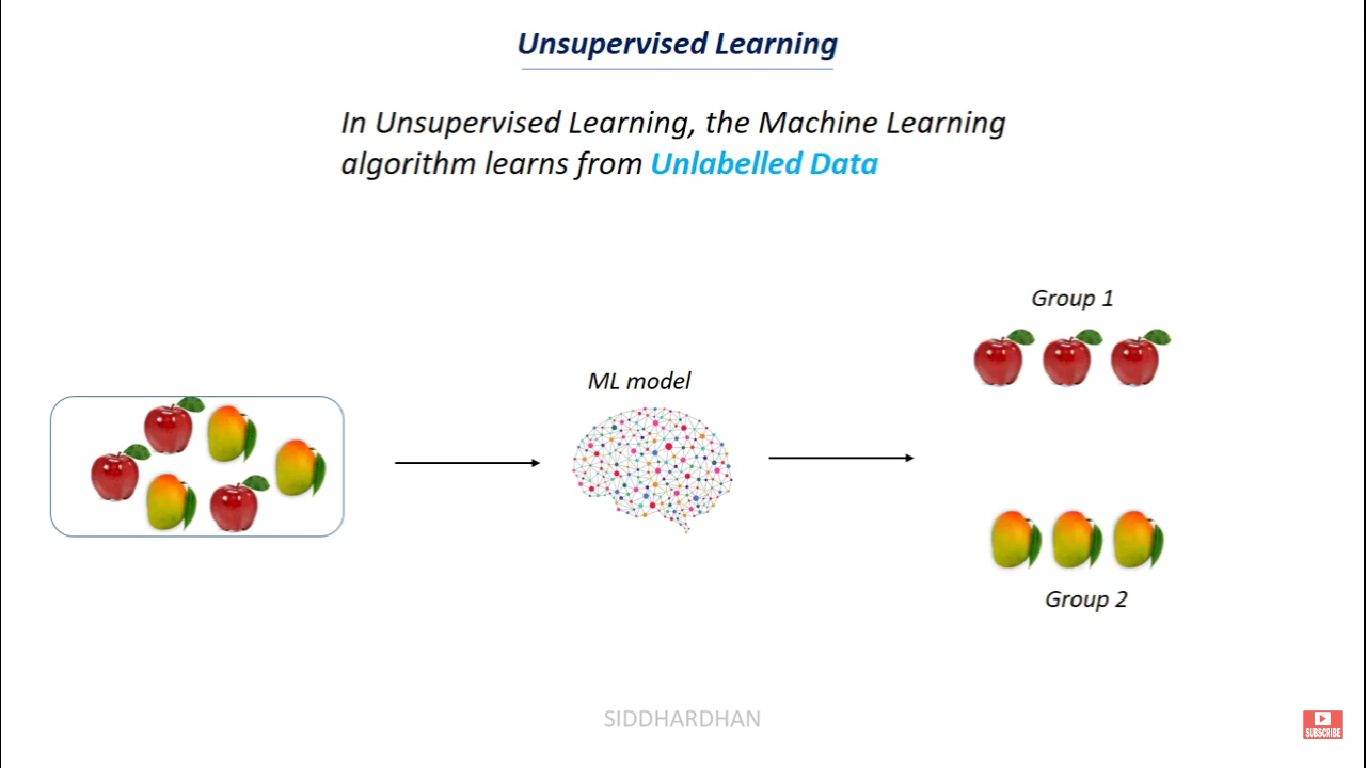 Unsupervised Learning
In Unsupervised Learning, the Machine Learning
algorithm learns from Unlabelled Data
Group 1
ML model
Group 2
SIDDHARDHAN
SUBSCRIBE